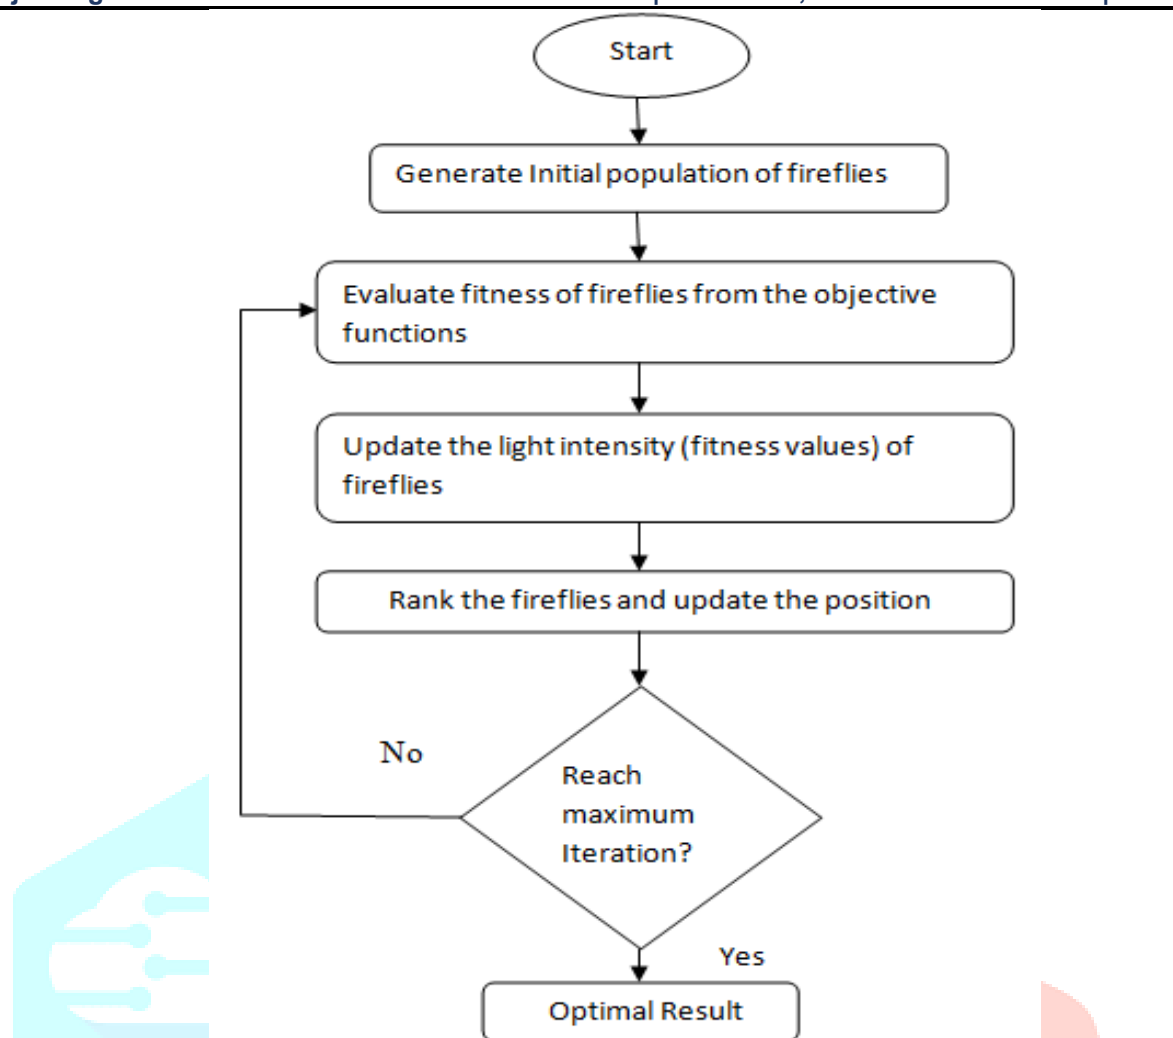 Start
Generate Initial population of fireflies
Evaluate fitness of fireflies from the objective
functions
Update the light intensity (fitness values) of
fireflies
Rank the fireflies and update the position
No
Reach
maximum
Iteration?
Yes
Optimal Result